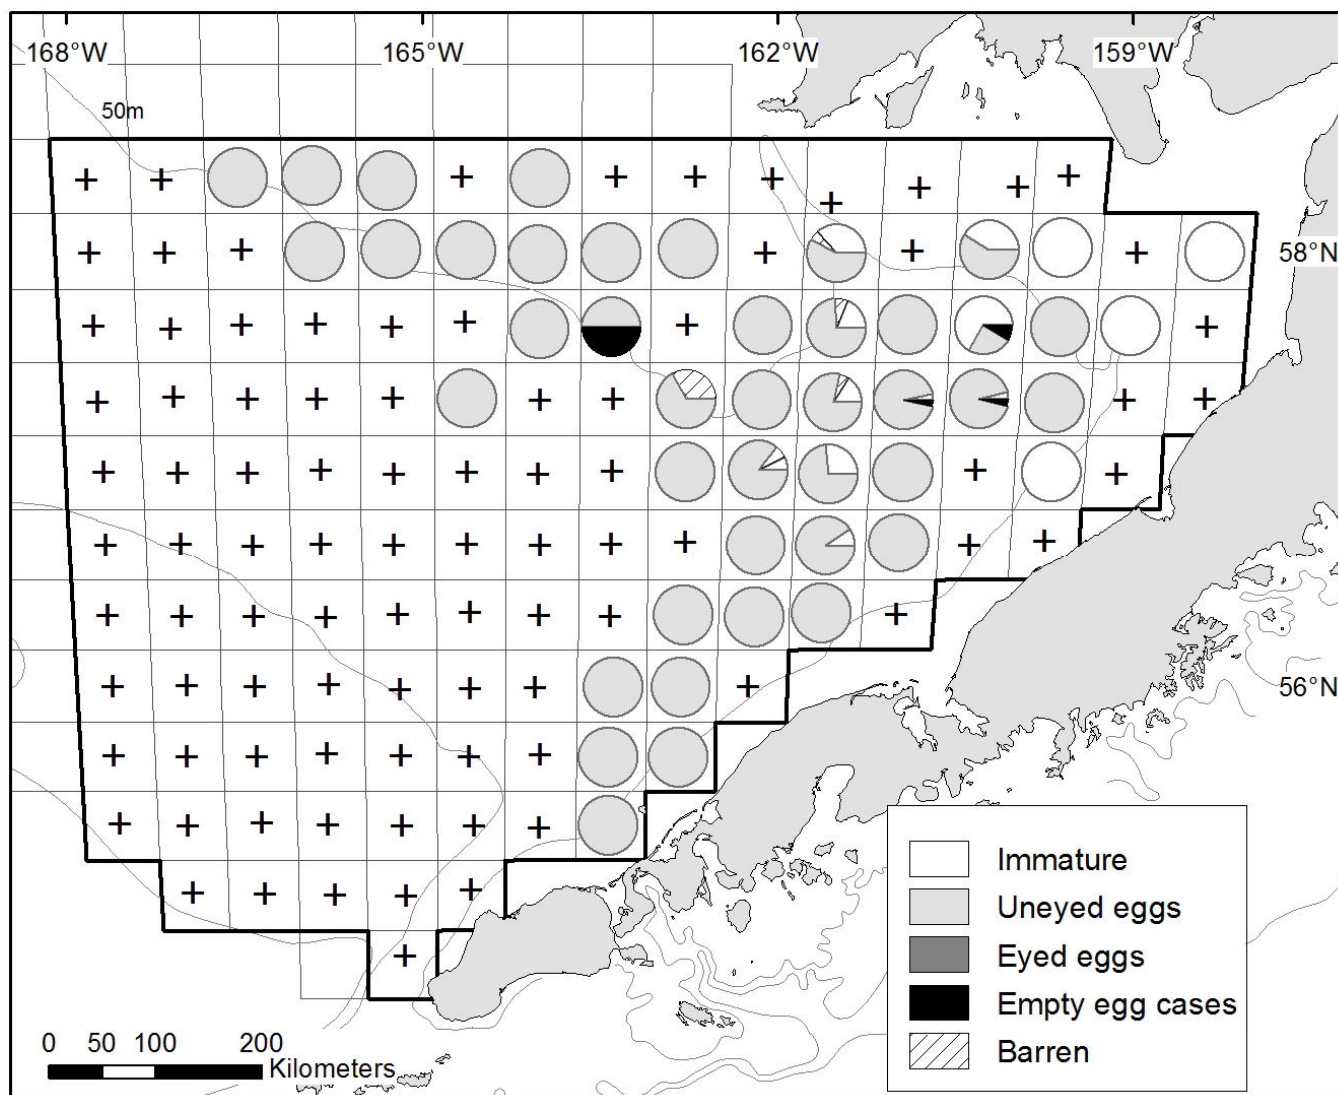 168°W 165°W 162°W 159°W
50m
58°N
56°N
Immature
Uneyed eggs
Eyed eggs
Empty egg cases
Barren
0 50 100 200
Kilometers